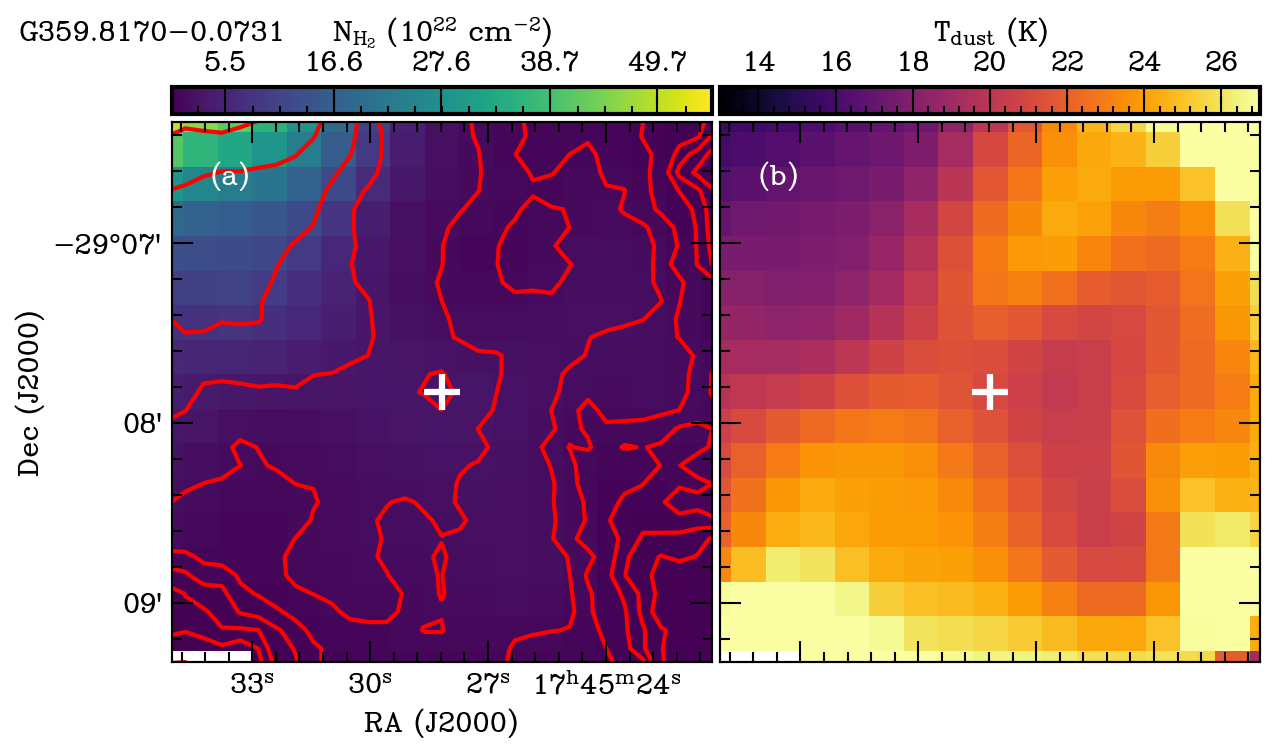 G359.8170−0.0731 N_H₂ (10²² cm⁻²) T_dust (K)
5.5 16.6 27.6 38.7 49.7 14 16 18 20 22 24 26
(a) (b)
−29°07'
08'
09'
Dec (J2000)
33ˢ 30ˢ 27ˢ 17ʰ45ᵐ24ˢ
RA (J2000)